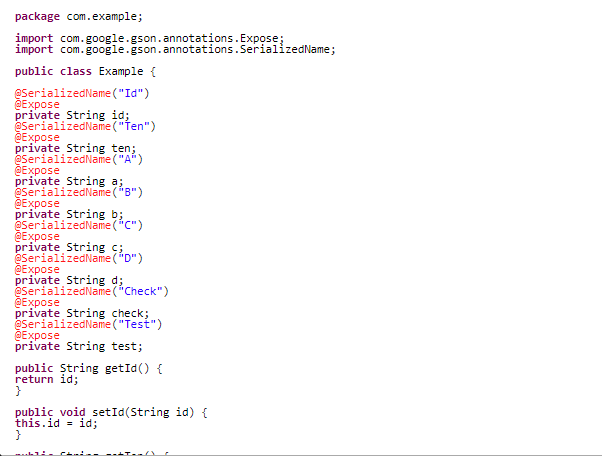 package com.example;
import com.google.gson.annotations.Expose;
import com.google.gson.annotations.SerializedName;
public class Example {
@SerializedName("Id")
@Expose
private String id;
@SerializedName("Ten")
@Expose
private String ten;
@SerializedName("A")
@Expose
private String a;
@SerializedName("B")
@Expose
private String b;
@SerializedName("C")
@Expose
private String c;
@SerializedName("D")
@Expose
private String d;
@SerializedName("Check")
@Expose
private String check;
@SerializedName("Test")
@Expose
private String test;
public String getId() {
return id;
}
public void setId(String id) {
this.id = id;
}
public String getTen() {